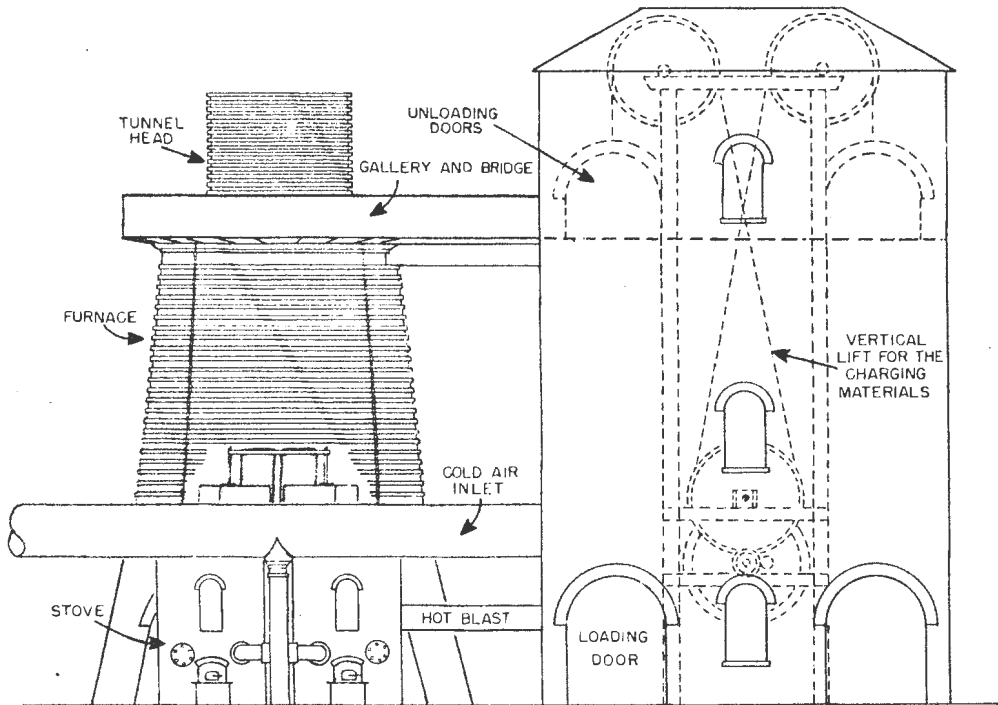 TUNNEL
HEAD
UNLOADING
DOORS
GALLERY AND BRIDGE
FURNAGE
VERTICAL
LIFT FOR THE
CHARGING
MATERIALS
COLD AIR
INLET
STOVE
HOT BLAST
LOADING
DOOR